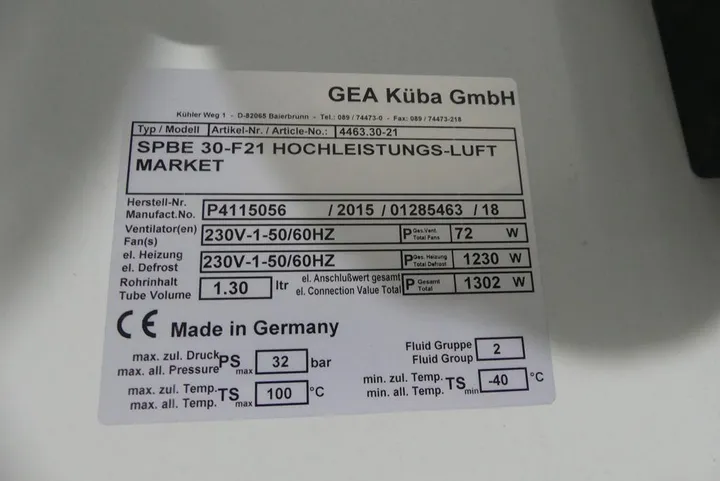 GEA Küba GmbH
Kühler Weg 1 - D-82065 Baierbrunn - Tel.: 089 / 74473-0 - Fax: 089 / 74473-218
Typ / Modell Artikel-Nr. / Article-No.: 4463.30-21
SPBE 30-F21 HOCHLEISTUNGS-LUFT
MARKET
Herstell-Nr.
Manufact.No. P4115056 / 2015 / 01285463 / 18
Ventilator(en)
Fan(s) 230V-1-50/60HZ P Ges.Vent. Total Fans 72 W
el. Heizung
el. Defrost 230V-1-50/60HZ P Ges. Heizung Total Defrost 1230 W
Rohrinhalt
Tube Volume 1.30 ltr
el. Anschlußwert gesamt
el. Connection Value Total P Gesamt Total 1302 W
CE Made in Germany
max. zul. Druck
max. all. Pressure PS max 32 bar
Fluid Gruppe
Fluid Group 2
max. zul. Temp.
max. all. Temp. TS max 100 °C
min. zul. Temp.
min. all. Temp. TS min -40 °C